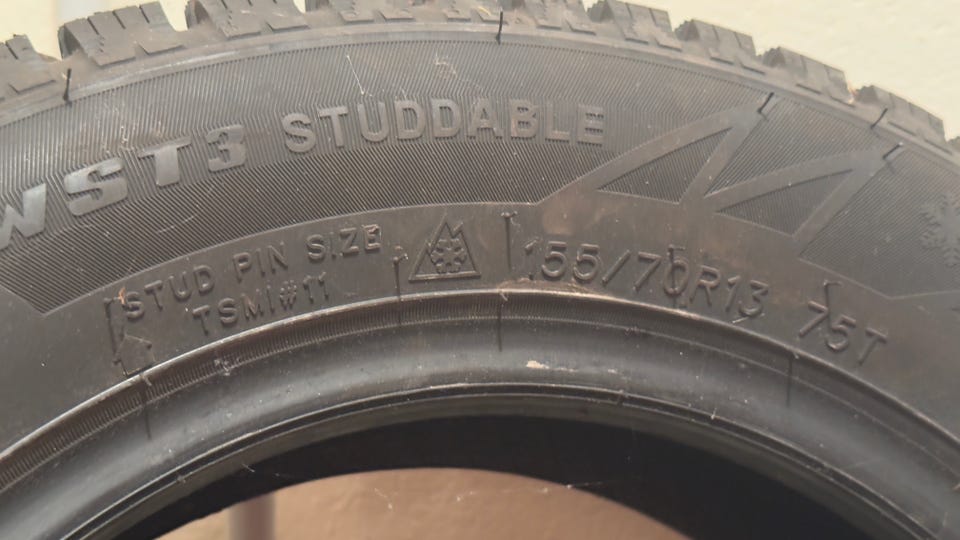 WST3 STUDDABLE
STUD PIN SIZE
TSMI#11
155/70R13 75T